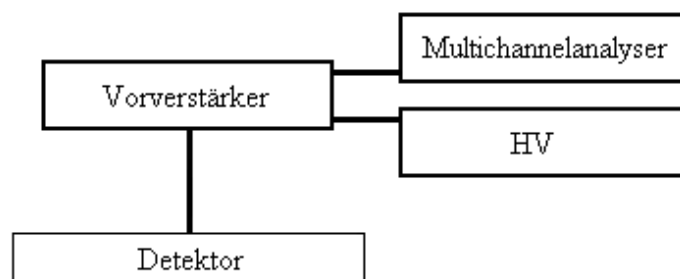 Multichannelanalyser
Vorverstärker
HV
Detektor